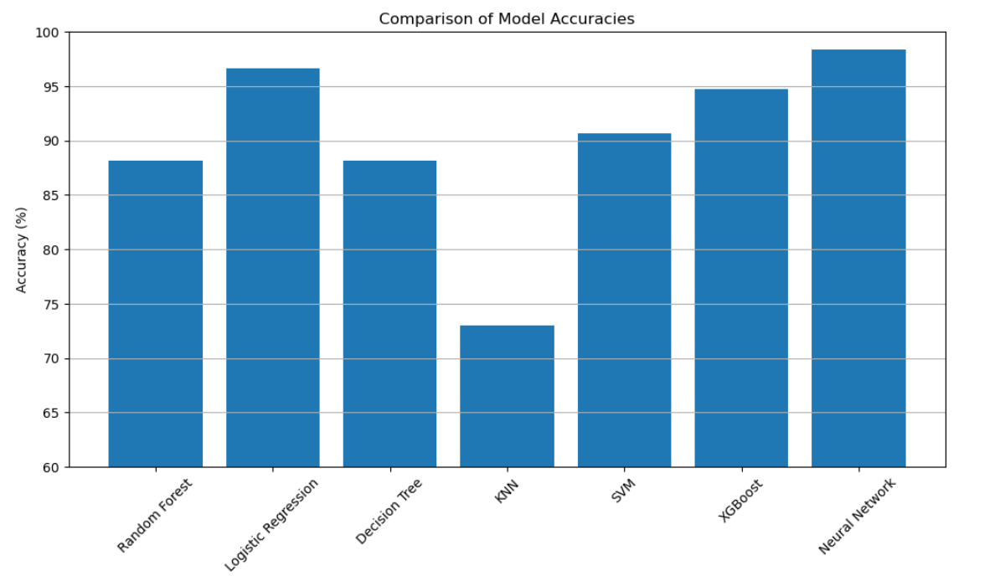 Comparison of Model Accuracies
100
95
90
85
80
75
70
65
60
Accuracy (%)
Random Forest
Logistic Regression
Decision Tree
KNN
SVM
XGBoost
Neural Network